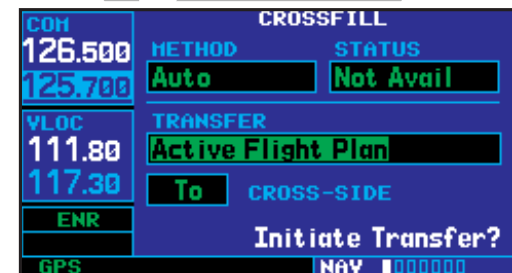 COM
126.500
125.700
VLOC
111.80
117.30
ENR
GPS
CROSSFILL
METHOD STATUS
Auto Not Avail
TRANSFER
Active Flight Plan
To CROSS-SIDE
Initiate Transfer?
NAV